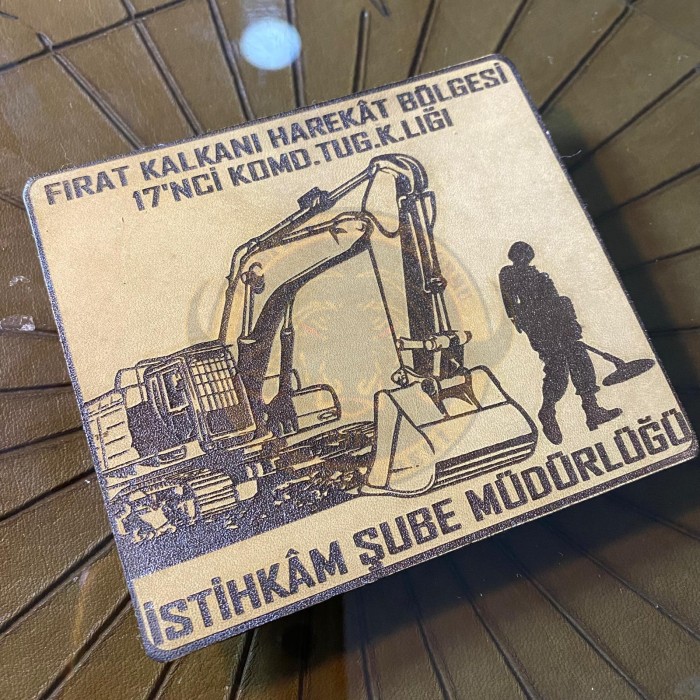 FIRAT KALKANI HAREKÂT BÖLGESİ
17'NCİ KOMD.TUG.K.LIĞI
İSTİHKÂM ŞUBE MÜDÜRLÜĞÜ